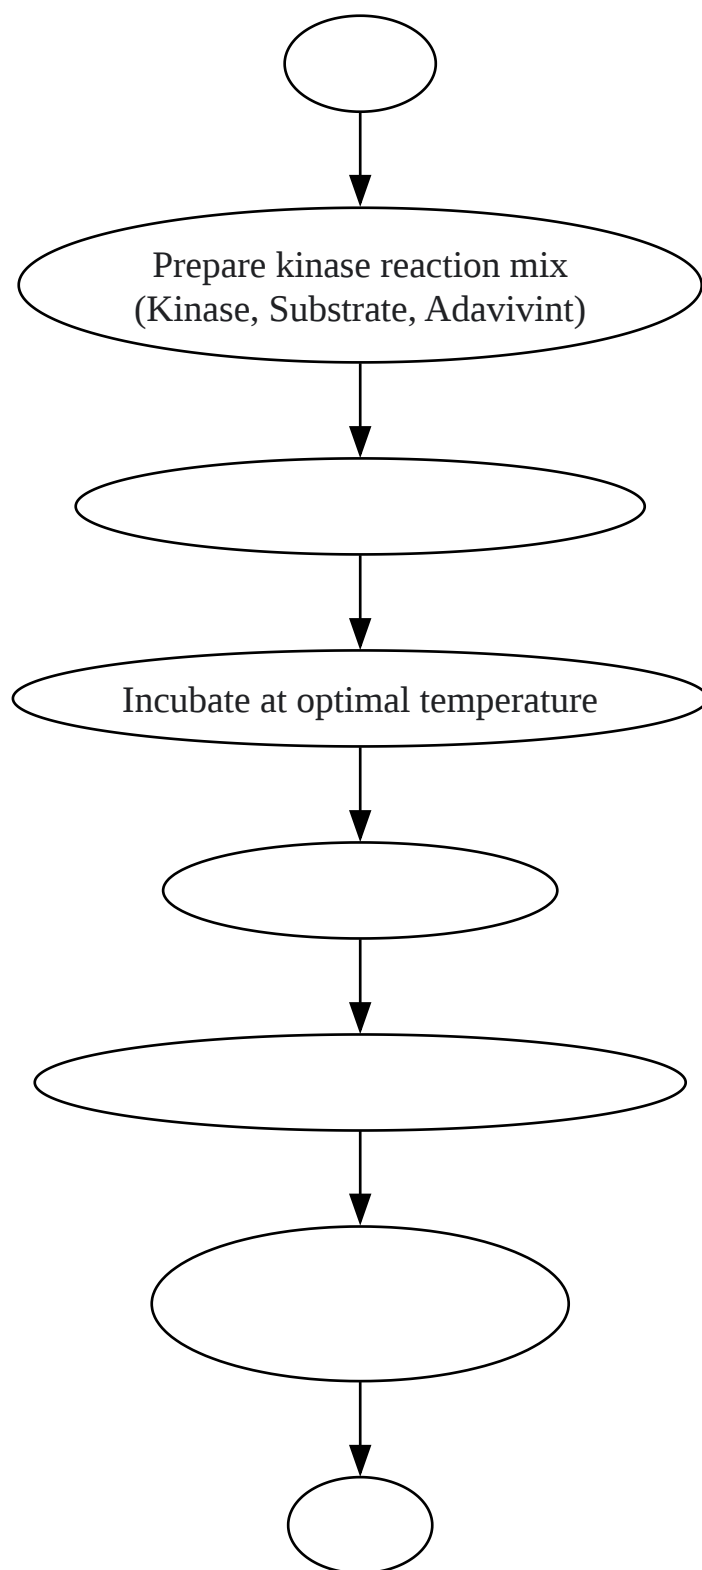 Prepare kinase reaction mix
(Kinase, Substrate, Adavivint)
Incubate at optimal temperature